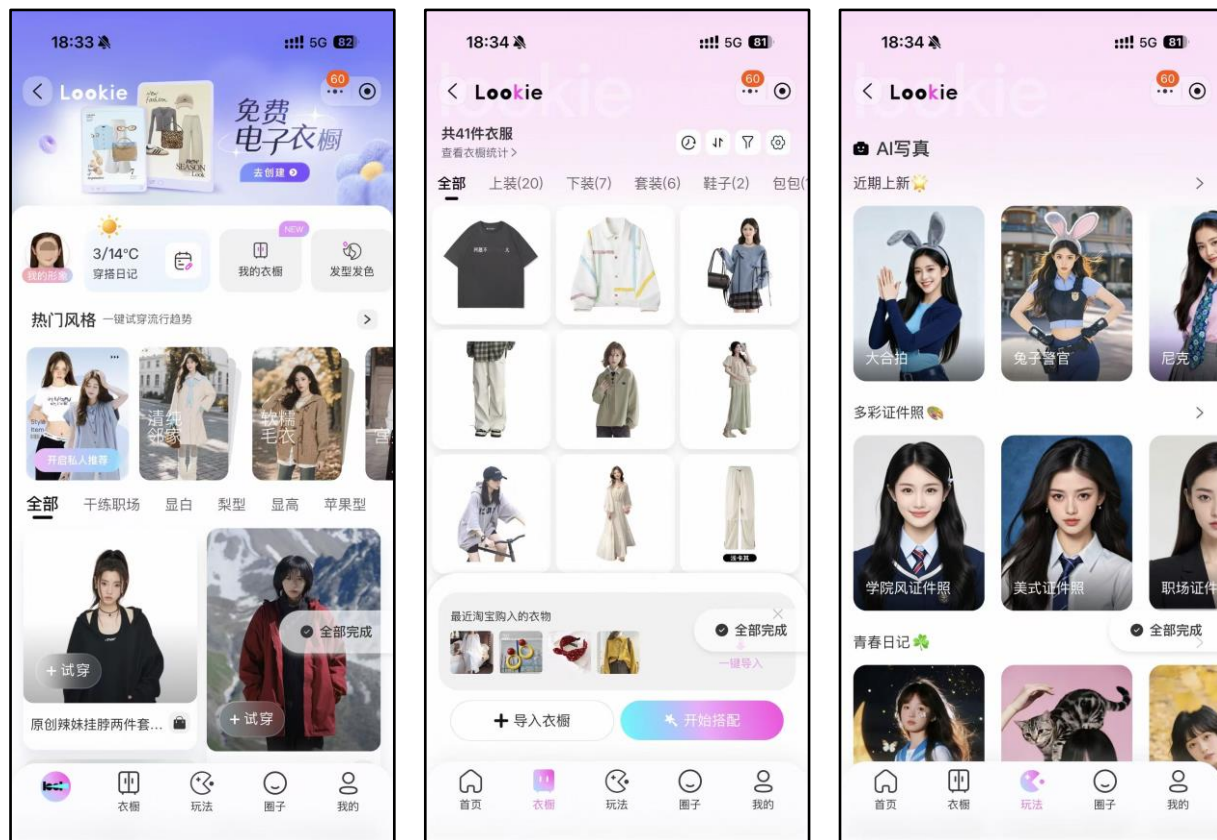 18:33
5G 82
60
Lookie
免费
电子衣橱
NEW SEASON
Look
去创建
我的形象
3/14°C
穿搭日记
NEW
我的衣橱
发型发色
热门风格 一键试穿流行趋势
开启私人推荐
清纯
邻家
软糯
毛衣
全部 干练职场 显白 梨型 显高 苹果型
+试穿
+试穿
全部完成
原创辣妹挂脖两件套...
衣橱 玩法 圈子 我的
18:34
5G 81
60
lookie
Lookie
共41件衣服
查看衣橱统计>
全部 上装(20) 下装(7) 套装(6) 鞋子(2) 包包(1
浅卡其
最近淘宝购入的衣物
全部完成
一键导入
+导入衣橱
开始搭配
首页 衣橱 玩法 圈子 我的
18:34
5G 81
60
lookie
Lookie
AI写真
近期上新
大合拍
兔子警官
尼克
多彩证件照
学院风证件照
美式证件照
职场证件
全部完成
青春日记
首页 衣橱 玩法 圈子 我的